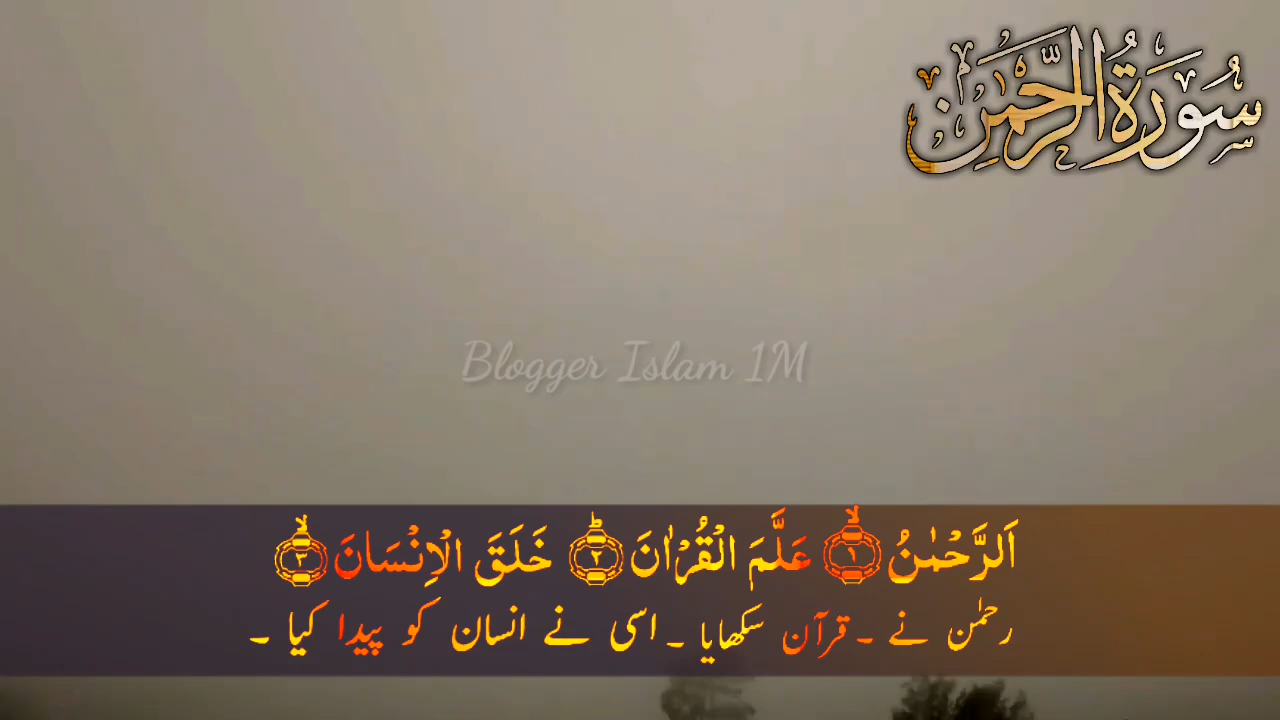 سُورَةُ الرَّحْمٰنِ
Blogger Islam 1M
اَلرَّحْمٰنُ ۙ﴿۱﴾ عَلَّمَ الْقُرْاٰنَ ؕ﴿۲﴾ خَلَقَ الْاِنْسَانَ ۙ﴿۳﴾
رحمٰن نے ۔ قرآن سکھایا ۔ اسی نے انسان کو پیدا کیا ۔